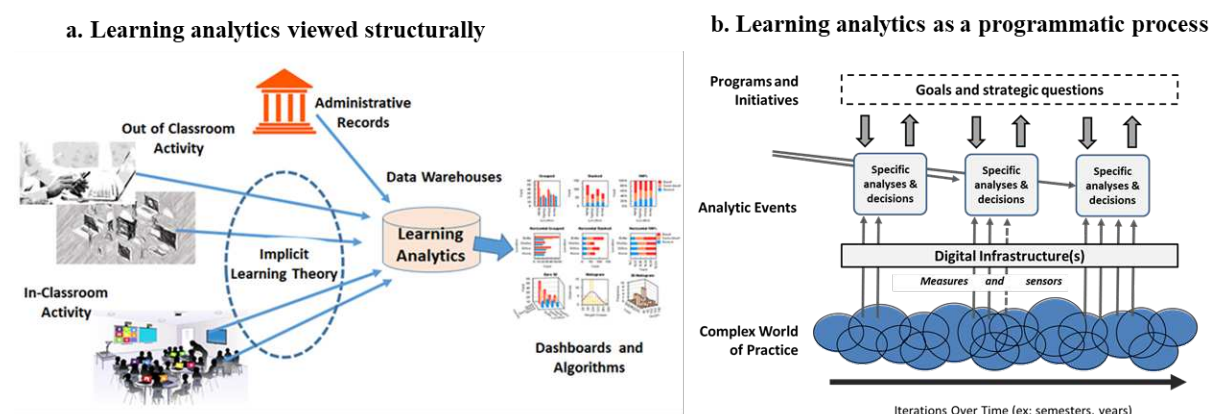 a. Learning analytics viewed structurally
Administrative
Records
Out of Classroom
Activity
Data Warehouses
Learning
Analytics
Implicit
Learning Theory
In-Classroom
Activity
Dashboards and
Algorithms
b. Learning analytics as a programmatic process
Programs and
Initiatives
Goals and strategic questions
Analytic Events
Specific
analyses &
decisions
Specific
analyses &
decisions
Specific
analyses &
decisions
Digital Infrastructure(s)
Measures and sensors
Complex World
of Practice
Iterations Over Time (ex: semesters, years)